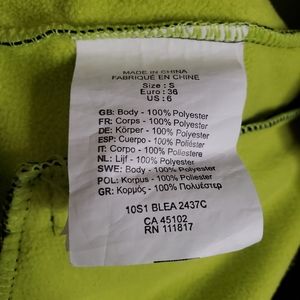 MADE IN CHINA
FABRIQUE EN CHINE
Size : S
Euro : 36
US : 6
GB: Body - 100% Polyester
FR: Corps - 100% Polyester
DE: Körper - 100% Polyester
ESP: Cuerpo - 100% Poliéster
IT: Corpo - 100% Poliestere
NL: Lijf - 100% Polyester
SWE: Body - 100% Polyester
POL: Korpus - 100% Polyester
GR: Κορμός - 100% Πολυέστερ
10S1 BLEA 2437C
CA 45102
RN 111817